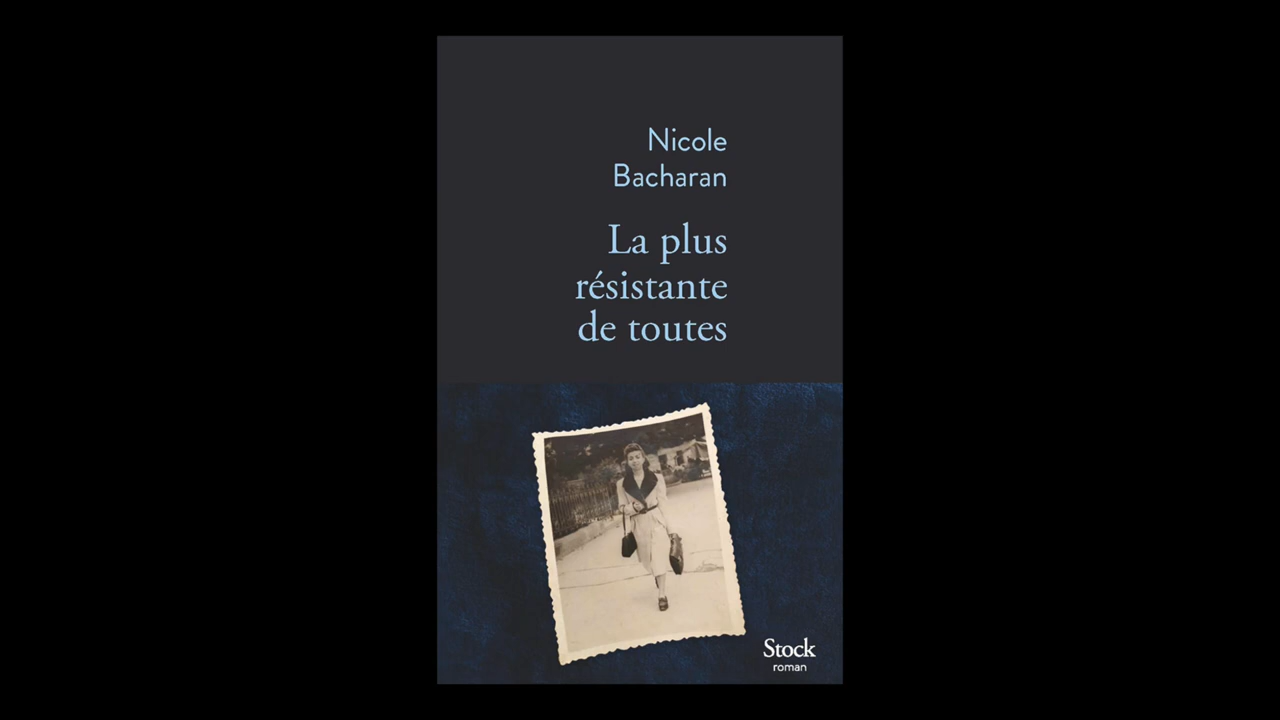 Nicole
Bacharan
La plus
résistante
de toutes
Stock
roman